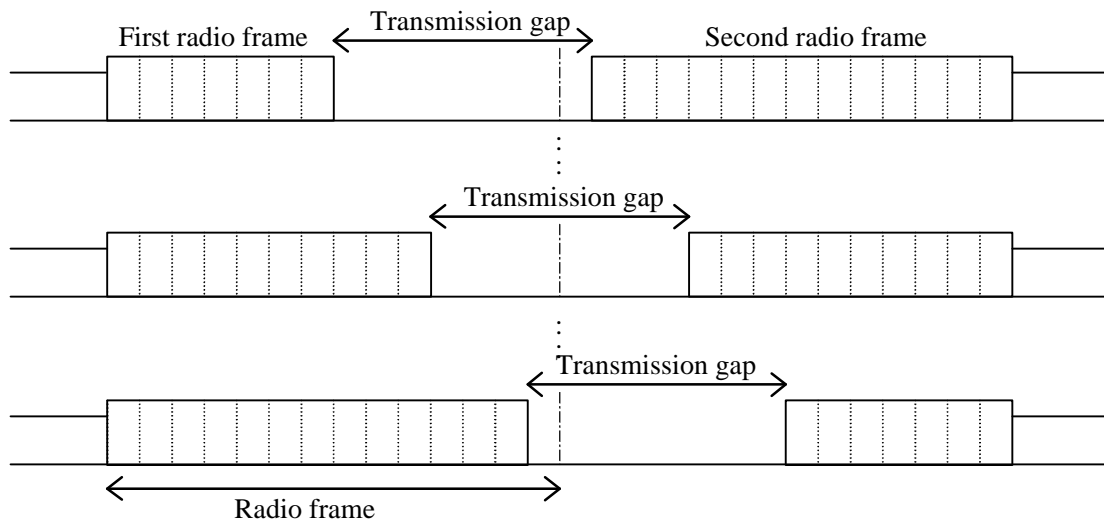 Transmission gap
First radio frame
Second radio frame
Transmission gap
Transmission gap
Radio frame